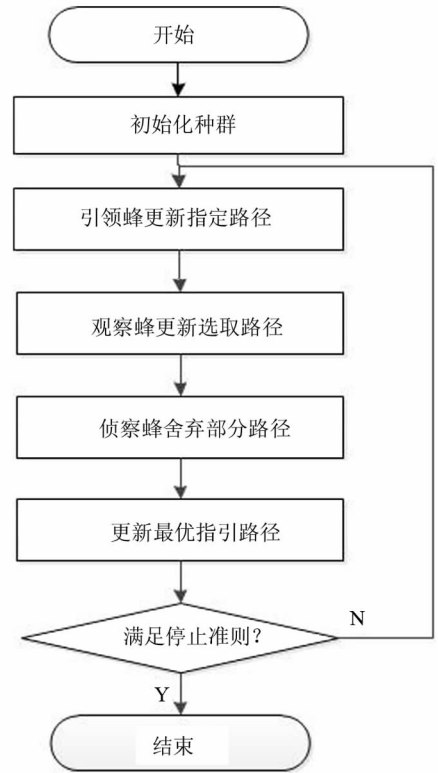 开始
初始化种群
引领蜂更新指定路径
观察蜂更新选取路径
侦察蜂舍弃部分路径
更新最优指引路径
满足停止准则？
N
Y
结束